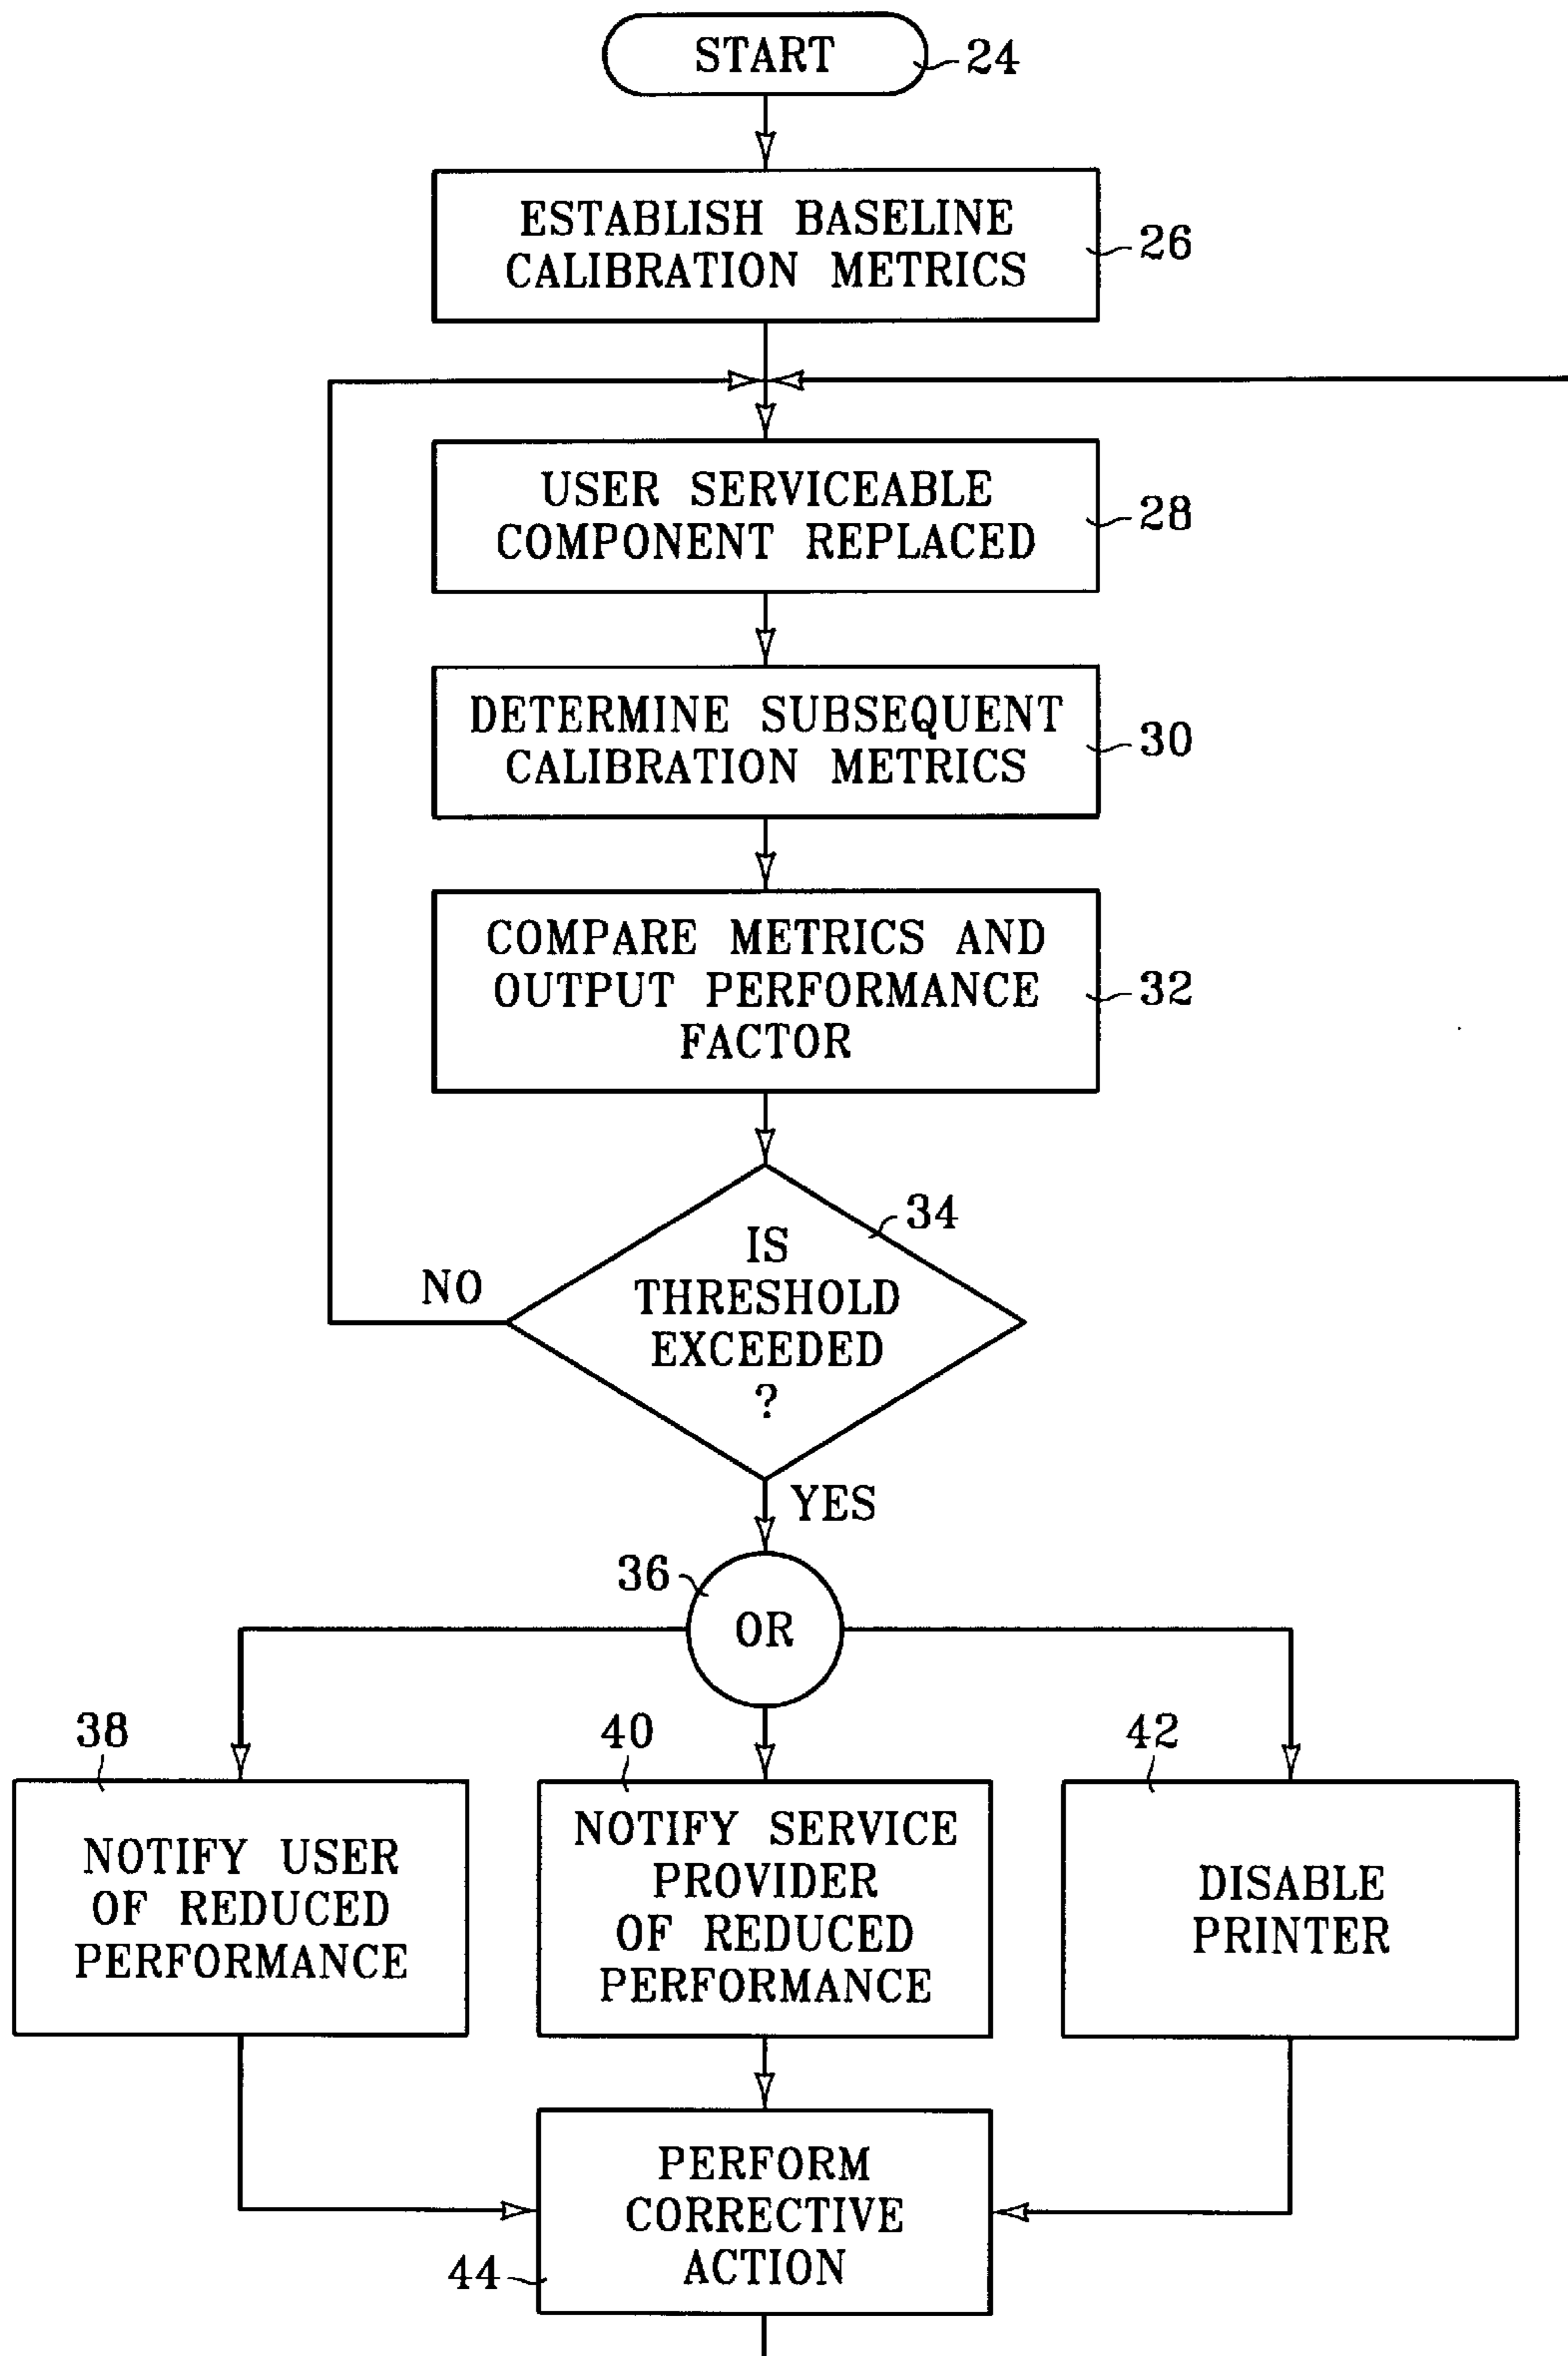 START
24
ESTABLISH BASELINE
CALIBRATION METRICS
26
USER SERVICEABLE
COMPONENT REPLACED
28
DETERMINE SUBSEQUENT
CALIBRATION METRICS
30
COMPARE METRICS AND
OUTPUT PERFORMANCE
FACTOR
32
34
IS
THRESHOLD
EXCEEDED
?
NO
YES
36
OR
38
NOTIFY USER
OF REDUCED
PERFORMANCE
40
NOTIFY SERVICE
PROVIDER
OF REDUCED
PERFORMANCE
42
DISABLE
PRINTER
PERFORM
CORRECTIVE
ACTION
44